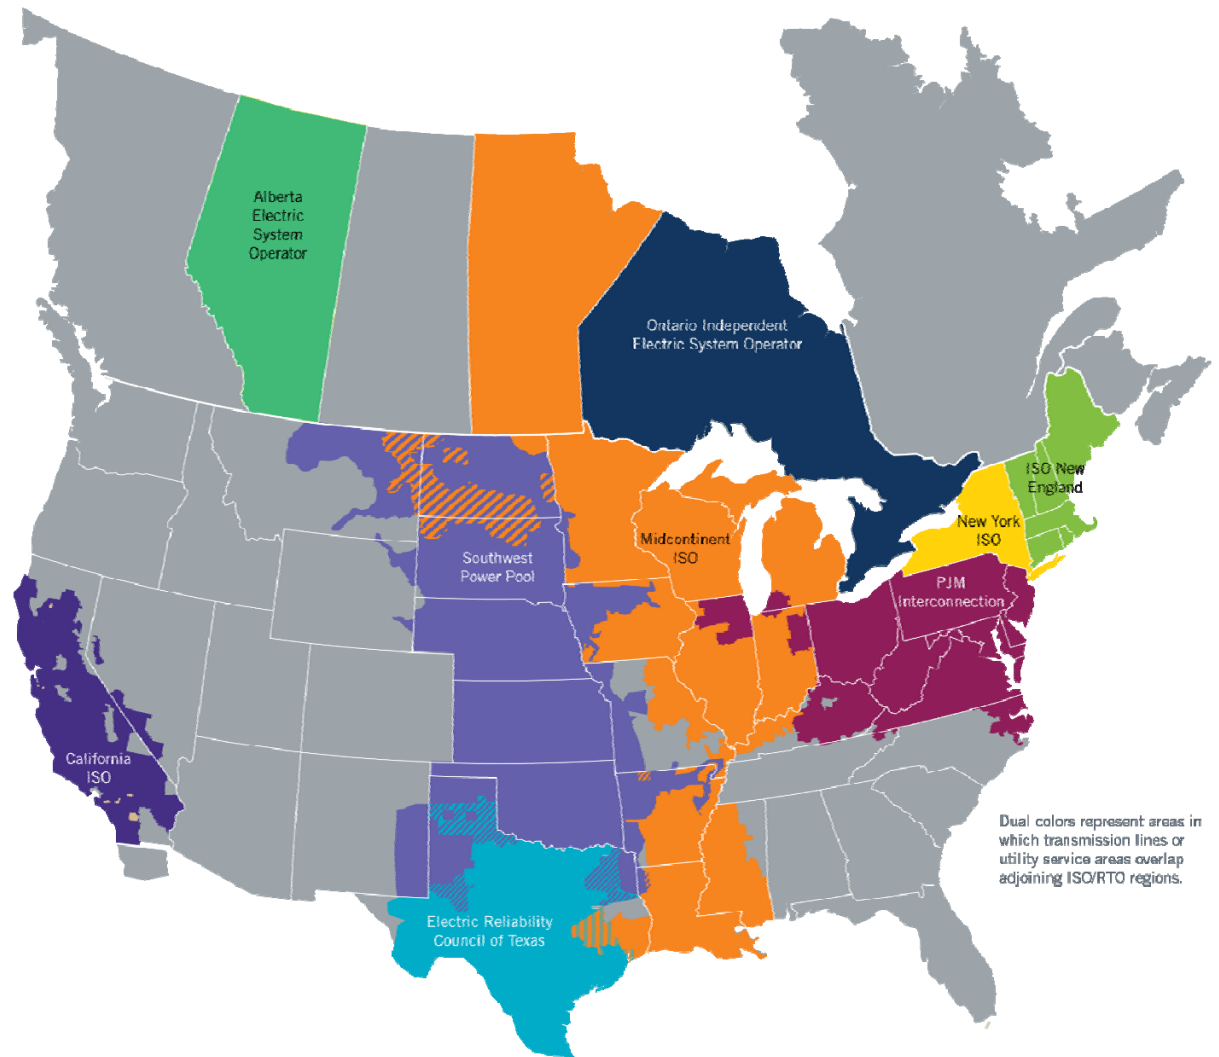 Alberta
Electric
System
Operator
Ontario Independent
Electric System Operator
ISO New
England
New York
ISO
Midcontinent
ISO
Southwest
Power Pool
PJM
Interconnection
California
ISO
Dual colors represent areas in
which transmission lines or
utility service areas overlap
adjoining ISO/RTO regions.
Electric Reliability
Council of Texas